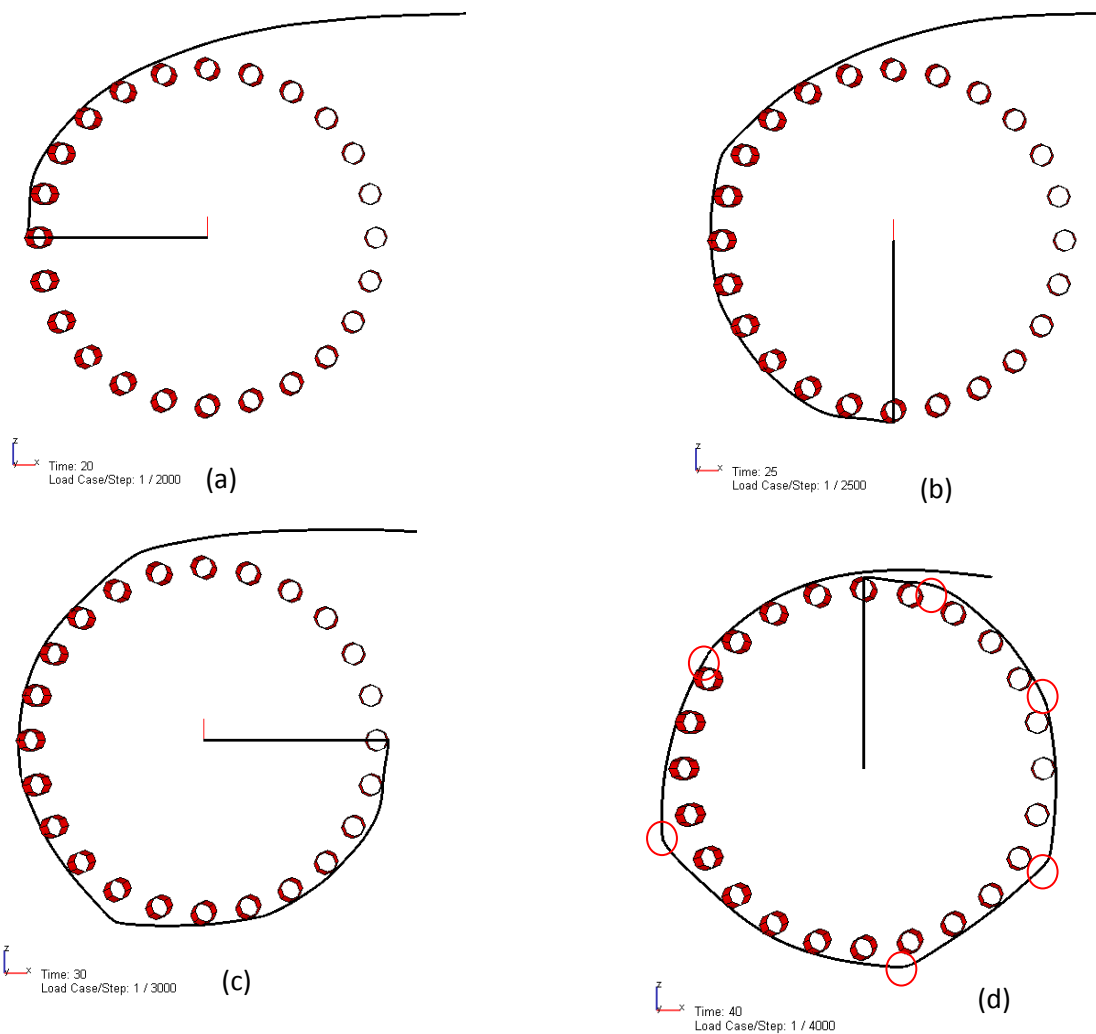 z
y x
Time: 20
Load Case/Step: 1 / 2000
(a)
z
y x
Time: 25
Load Case/Step: 1 / 2500
(b)
z
y x
Time: 30
Load Case/Step: 1 / 3000
(c)
z
y x
Time: 40
Load Case/Step: 1 / 4000
(d)